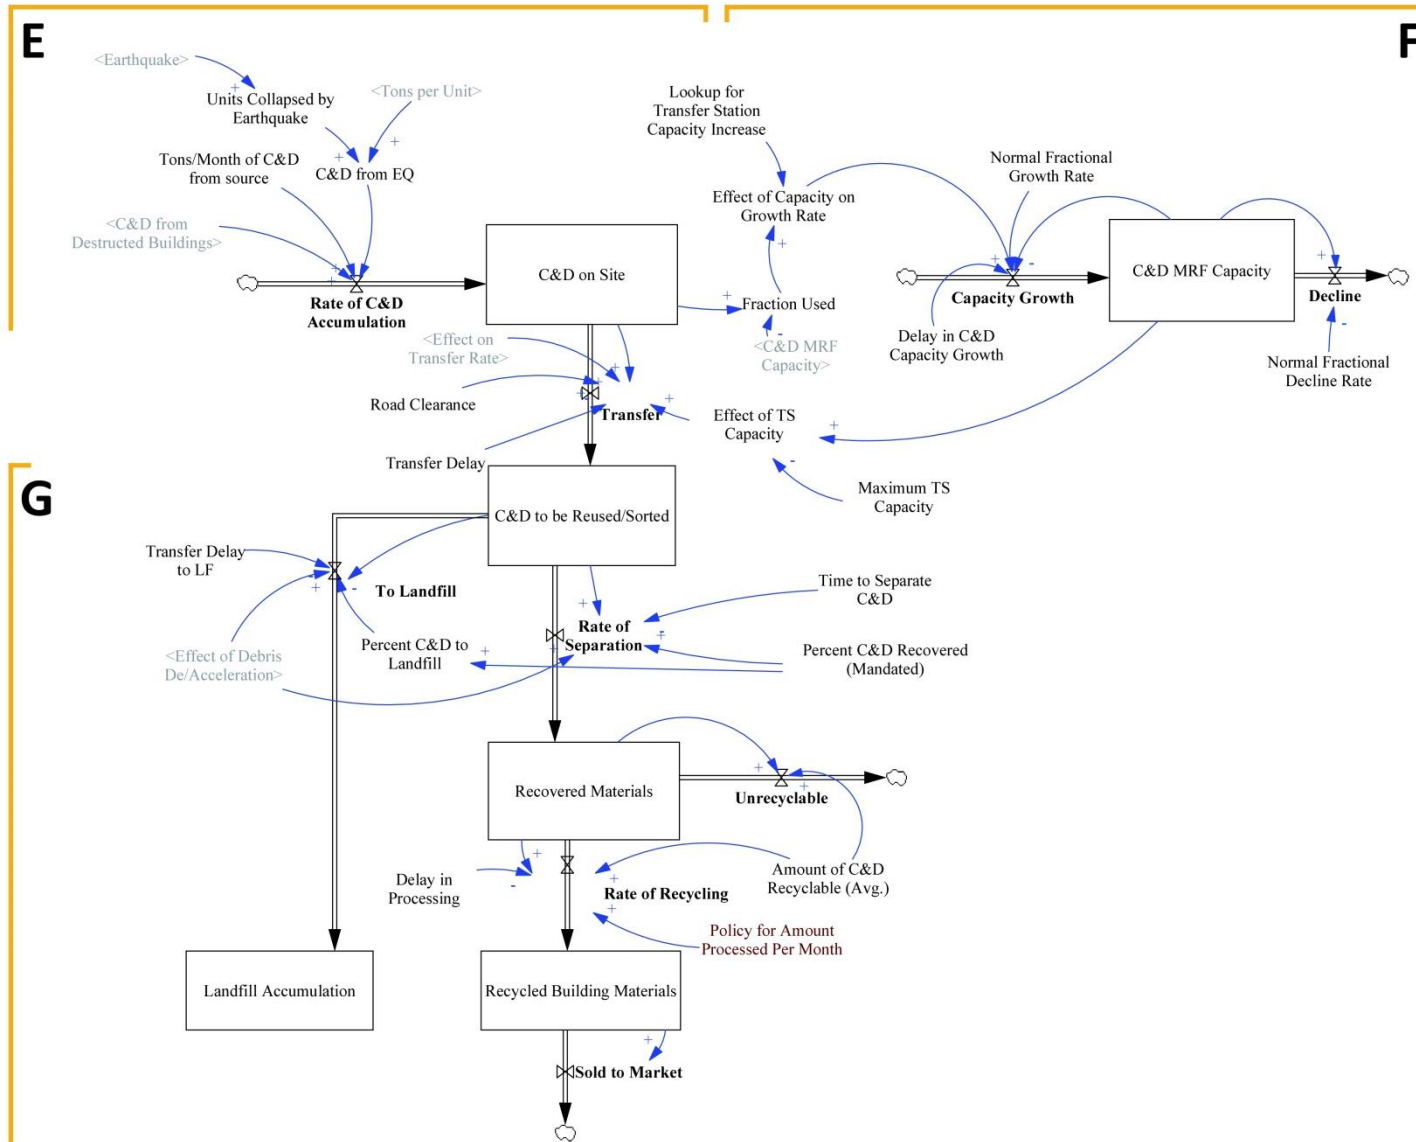 E
F
<Earthquake>
Units Collapsed by
Earthquake
<Tons per Unit>
Tons/Month of C&D
from source
C&D from EQ
<C&D from
Destructed Buildings>
Rate of C&D
Accumulation
C&D on Site
Lookup for
Transfer Station
Capacity Increase
Effect of Capacity on
Growth Rate
Fraction Used
<C&D MRF
Capacity>
Normal Fractional
Growth Rate
C&D MRF Capacity
Capacity Growth
Decline
Delay in C&D
Capacity Growth
Normal Fractional
Decline Rate
<Effect on
Transfer Rate>
Road Clearance
Transfer
Effect of TS
Capacity
Transfer Delay
Maximum TS
Capacity
G
C&D to be Reused/Sorted
Transfer Delay
to LF
To Landfill
Time to Separate
C&D
Rate of
Separation
Percent C&D to
Landfill
<Effect of Debris
De/Acceleration>
Percent C&D Recovered
(Mandated)
Recovered Materials
Unrecyclable
Delay in
Processing
Amount of C&D
Recyclable (Avg.)
Rate of Recycling
Policy for Amount
Processed Per Month
Landfill Accumulation
Recycled Building Materials
Sold to Market